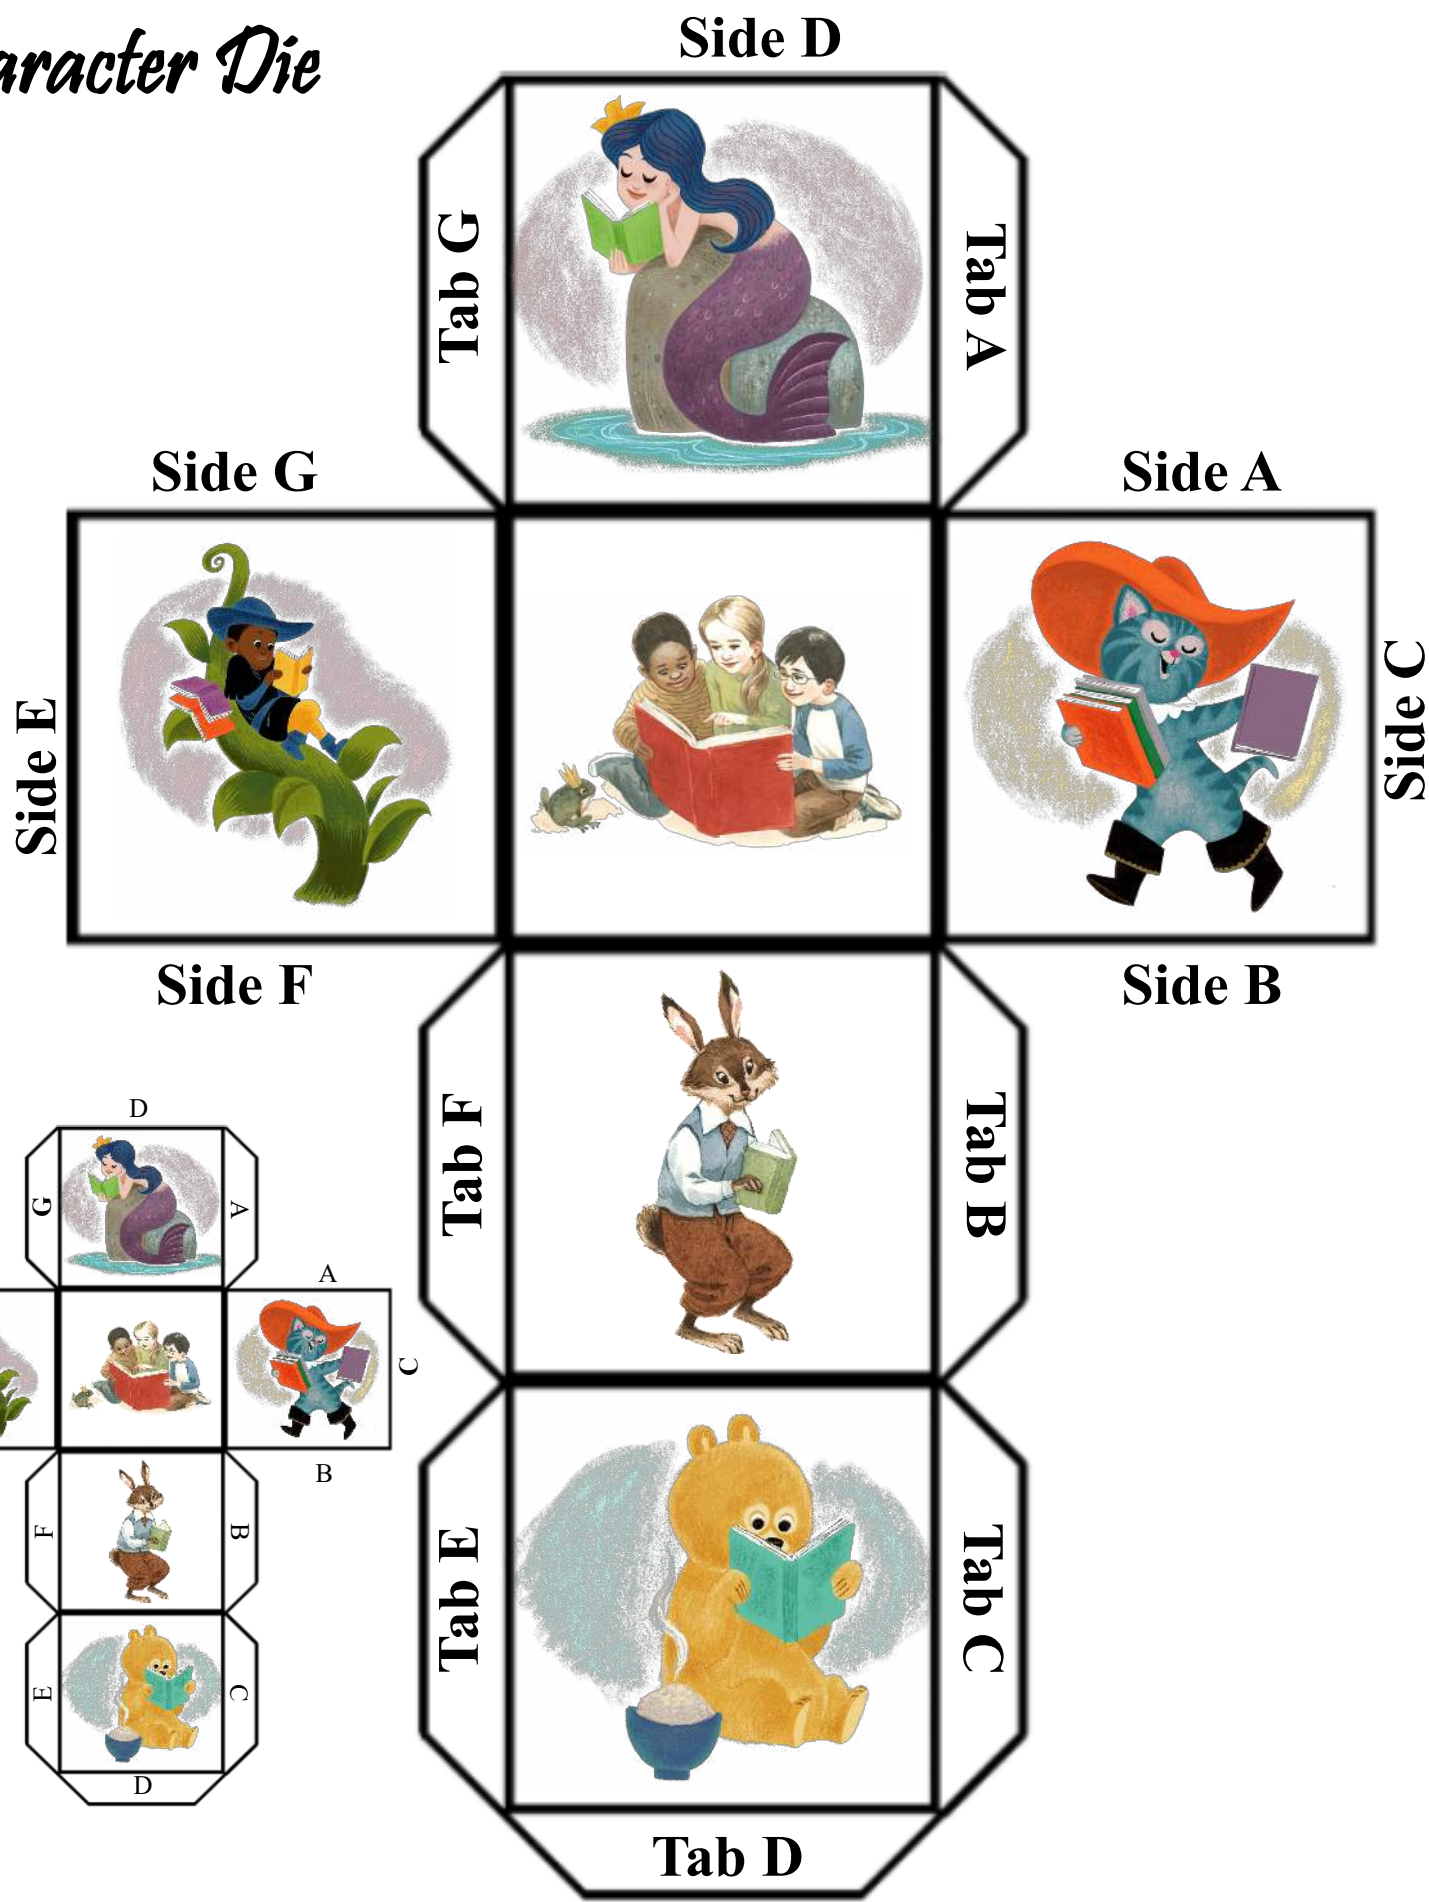 aracter Die
Side D
Tab G
Tab A
Side G
Side A
Side E
Side C
Side F
Side B
Tab F
Tab B
Tab E
Tab C
Tab D
D
G
A
A
C
B
F
B
E
C
D